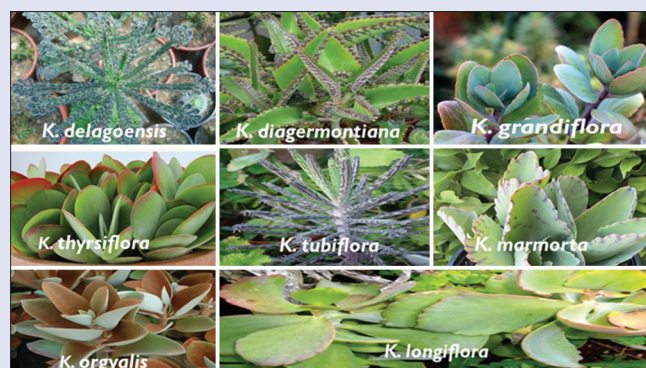 K. delagoensis
K. diagermontiana
K. grandiflora
K. thyrsiflora
K. tubiflora
K. marmorta
K. orgyalis
K. longiflora